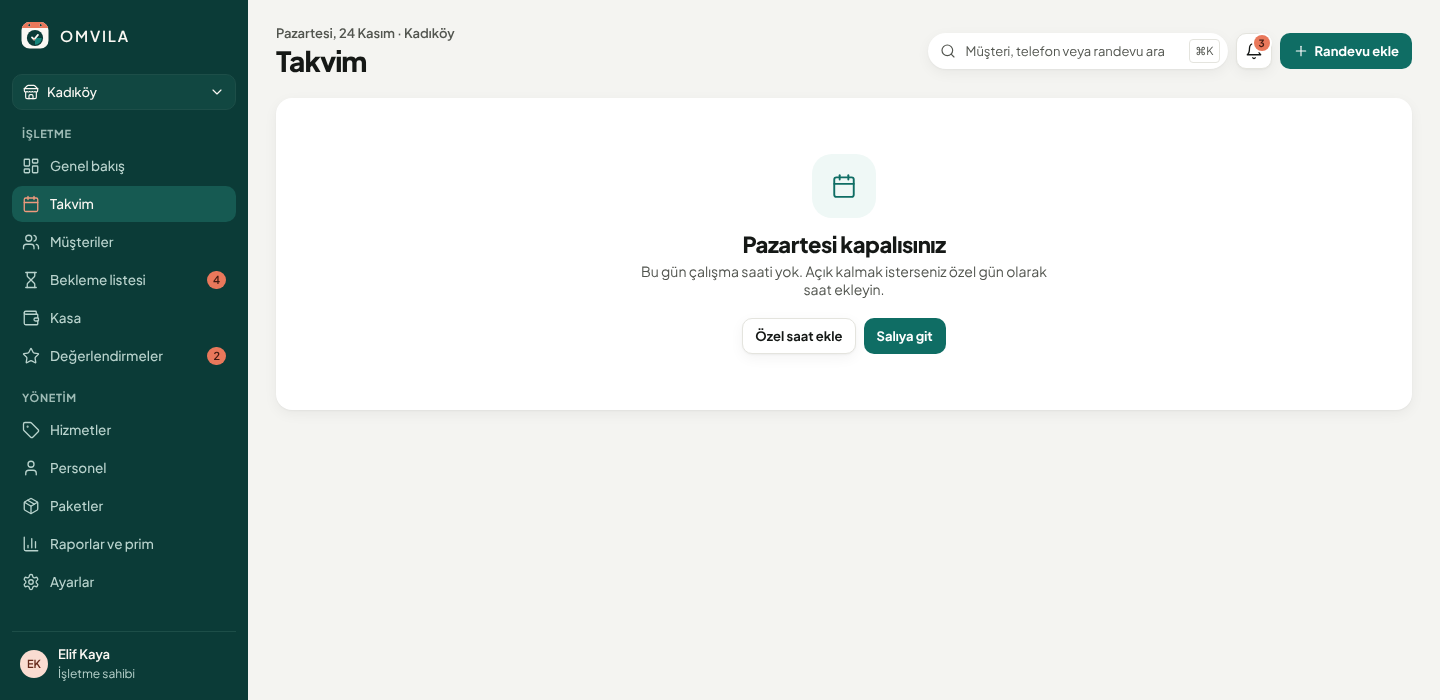 OMVILA
Kadıköy
İŞLETME
Genel bakış
Takvim
Müşteriler
Bekleme listesi
4
Kasa
Değerlendirmeler
2
YÖNETİM
Hizmetler
Personel
Paketler
Raporlar ve prim
Ayarlar
EK
Elif Kaya
İşletme sahibi
Pazartesi, 24 Kasım · Kadıköy
Takvim
Müşteri, telefon veya randevu ara
⌘K
3
Randevu ekle
Pazartesi kapalısınız
Bu gün çalışma saati yok. Açık kalmak isterseniz özel gün olarak
saat ekleyin.
Özel saat ekle
Salıya git